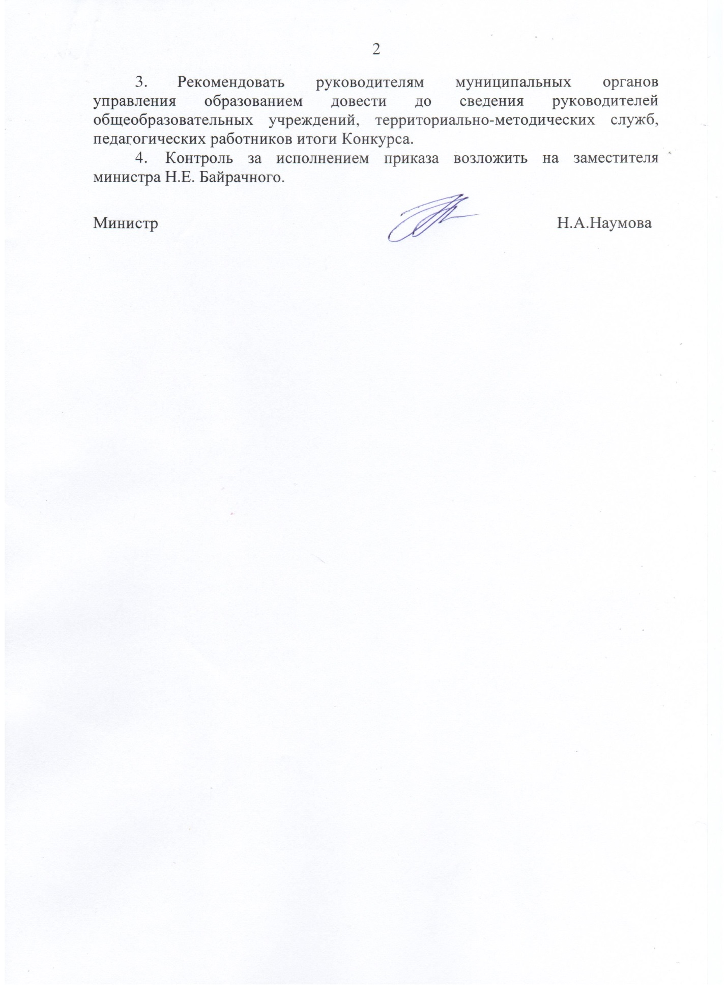 2
3. Рекомендовать руководителям муниципальных органов
управления образованием довести до сведения руководителей
общеобразовательных учреждений, территориально-методических служб,
педагогических работников итоги Конкурса.
4. Контроль за исполнением приказа возложить на заместителя
министра Н.Е. Байрачного.
Министр Н.А.Наумова